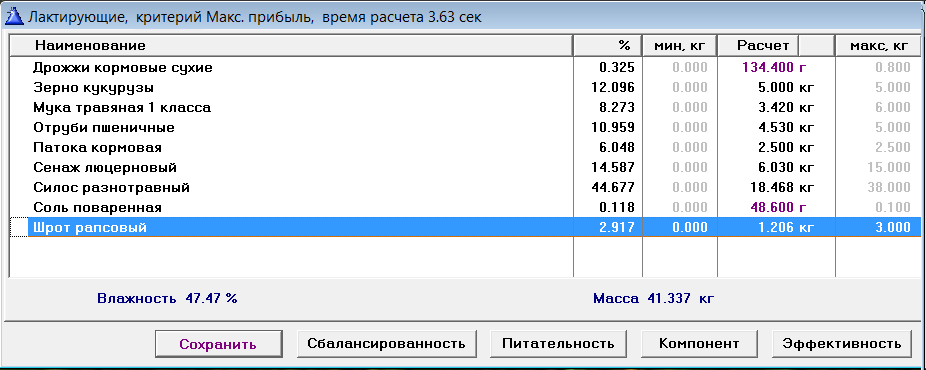 Лактирующие, критерий Макс. прибыль, время расчета 3.63 сек
Наименование % мин, кг Расчет макс, кг
Дрожжи кормовые сухие 0.325 0.000 134.400 г 0.800
Зерно кукурузы 12.096 0.000 5.000 кг 5.000
Мука травяная 1 класса 8.273 0.000 3.420 кг 6.000
Отруби пшеничные 10.959 0.000 4.530 кг 5.000
Патока кормовая 6.048 0.000 2.500 кг 2.500
Сенаж люцерновый 14.587 0.000 6.030 кг 15.000
Силос разнотравный 44.677 0.000 18.468 кг 38.000
Соль поваренная 0.118 0.000 48.600 г 0.100
Шрот рапсовый 2.917 0.000 1.206 кг 3.000
Влажность 47.47 % Масса 41.337 кг
Сохранить Сбалансированность Питательность Компонент Эффективность